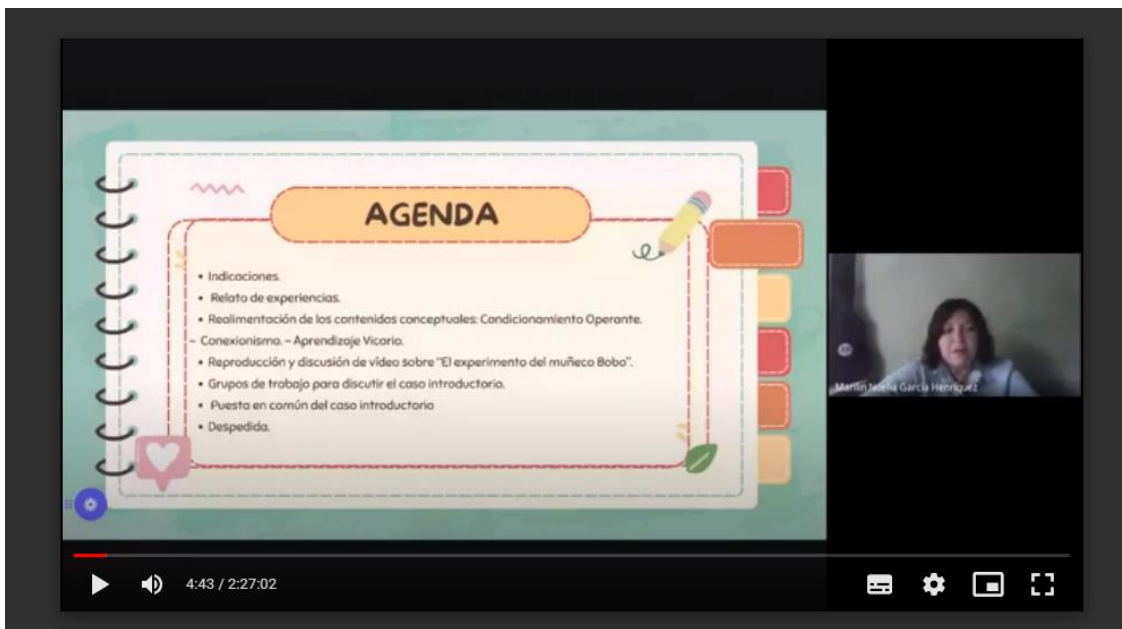 AGENDA
• Indicaciones.
• Relato de experiencias.
• Realimentación de los contenidos conceptuales: Condicionamiento Operante.
– Conexionismo. – Aprendizaje Vicario.
• Reproducción y discusión de vídeo sobre "El experimento del muñeco Bobo".
• Grupos de trabajo para discutir el caso introductorio.
• Puesta en común del caso introductorio
• Despedida.
Marilin Noelia García Henríquez
4:43 / 2:27:02